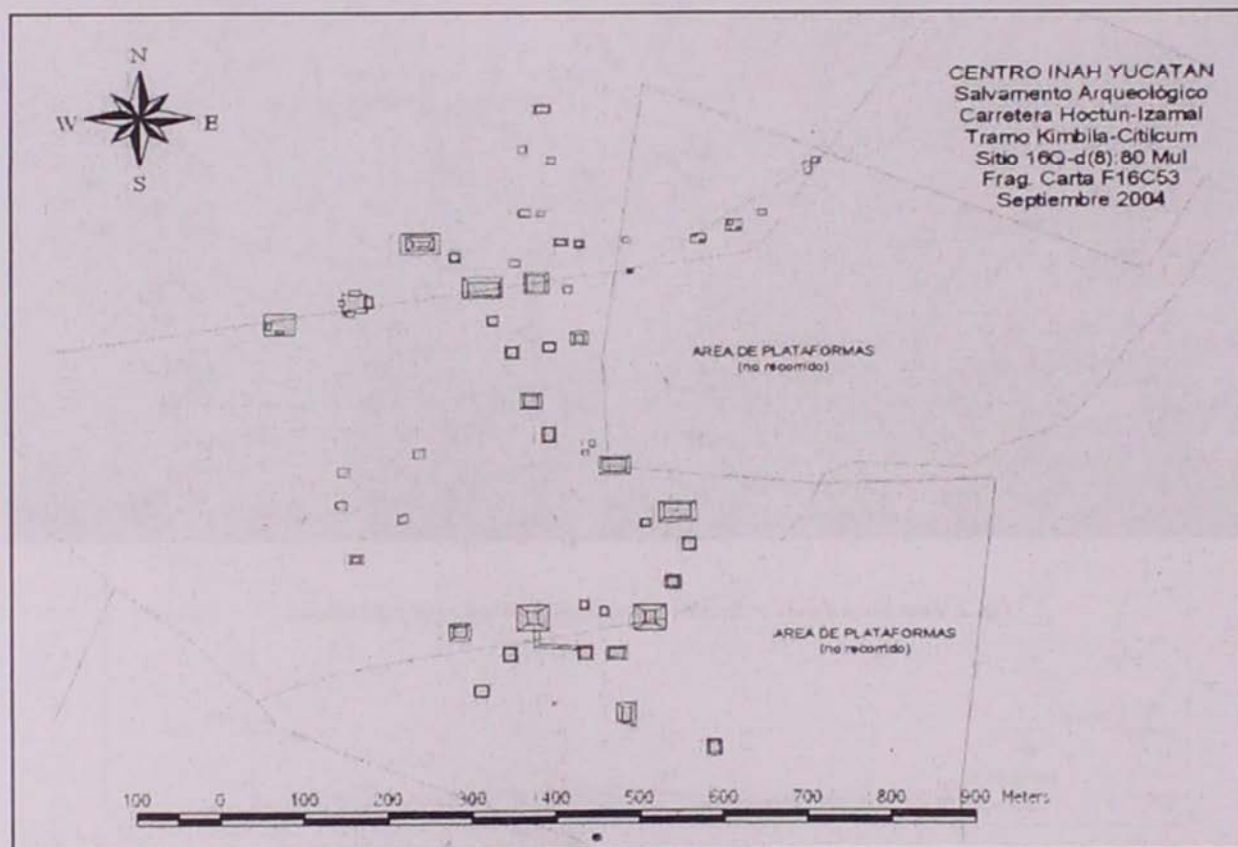 N
W E
S
CENTRO INAH YUCATAN
Salvamento Arqueológico
Carretera Hoctun-Izamal
Tramo Kimbila-Citilcum
Sitio 16Q-d(8):80 Mul
Frag. Carta F16C53
Septiembre 2004
AREA DE PLATAFORMAS
(no recorrido)
AREA DE PLATAFORMAS
(no recorrido)
100 0 100 200 300 400 500 600 700 800 900 Meters